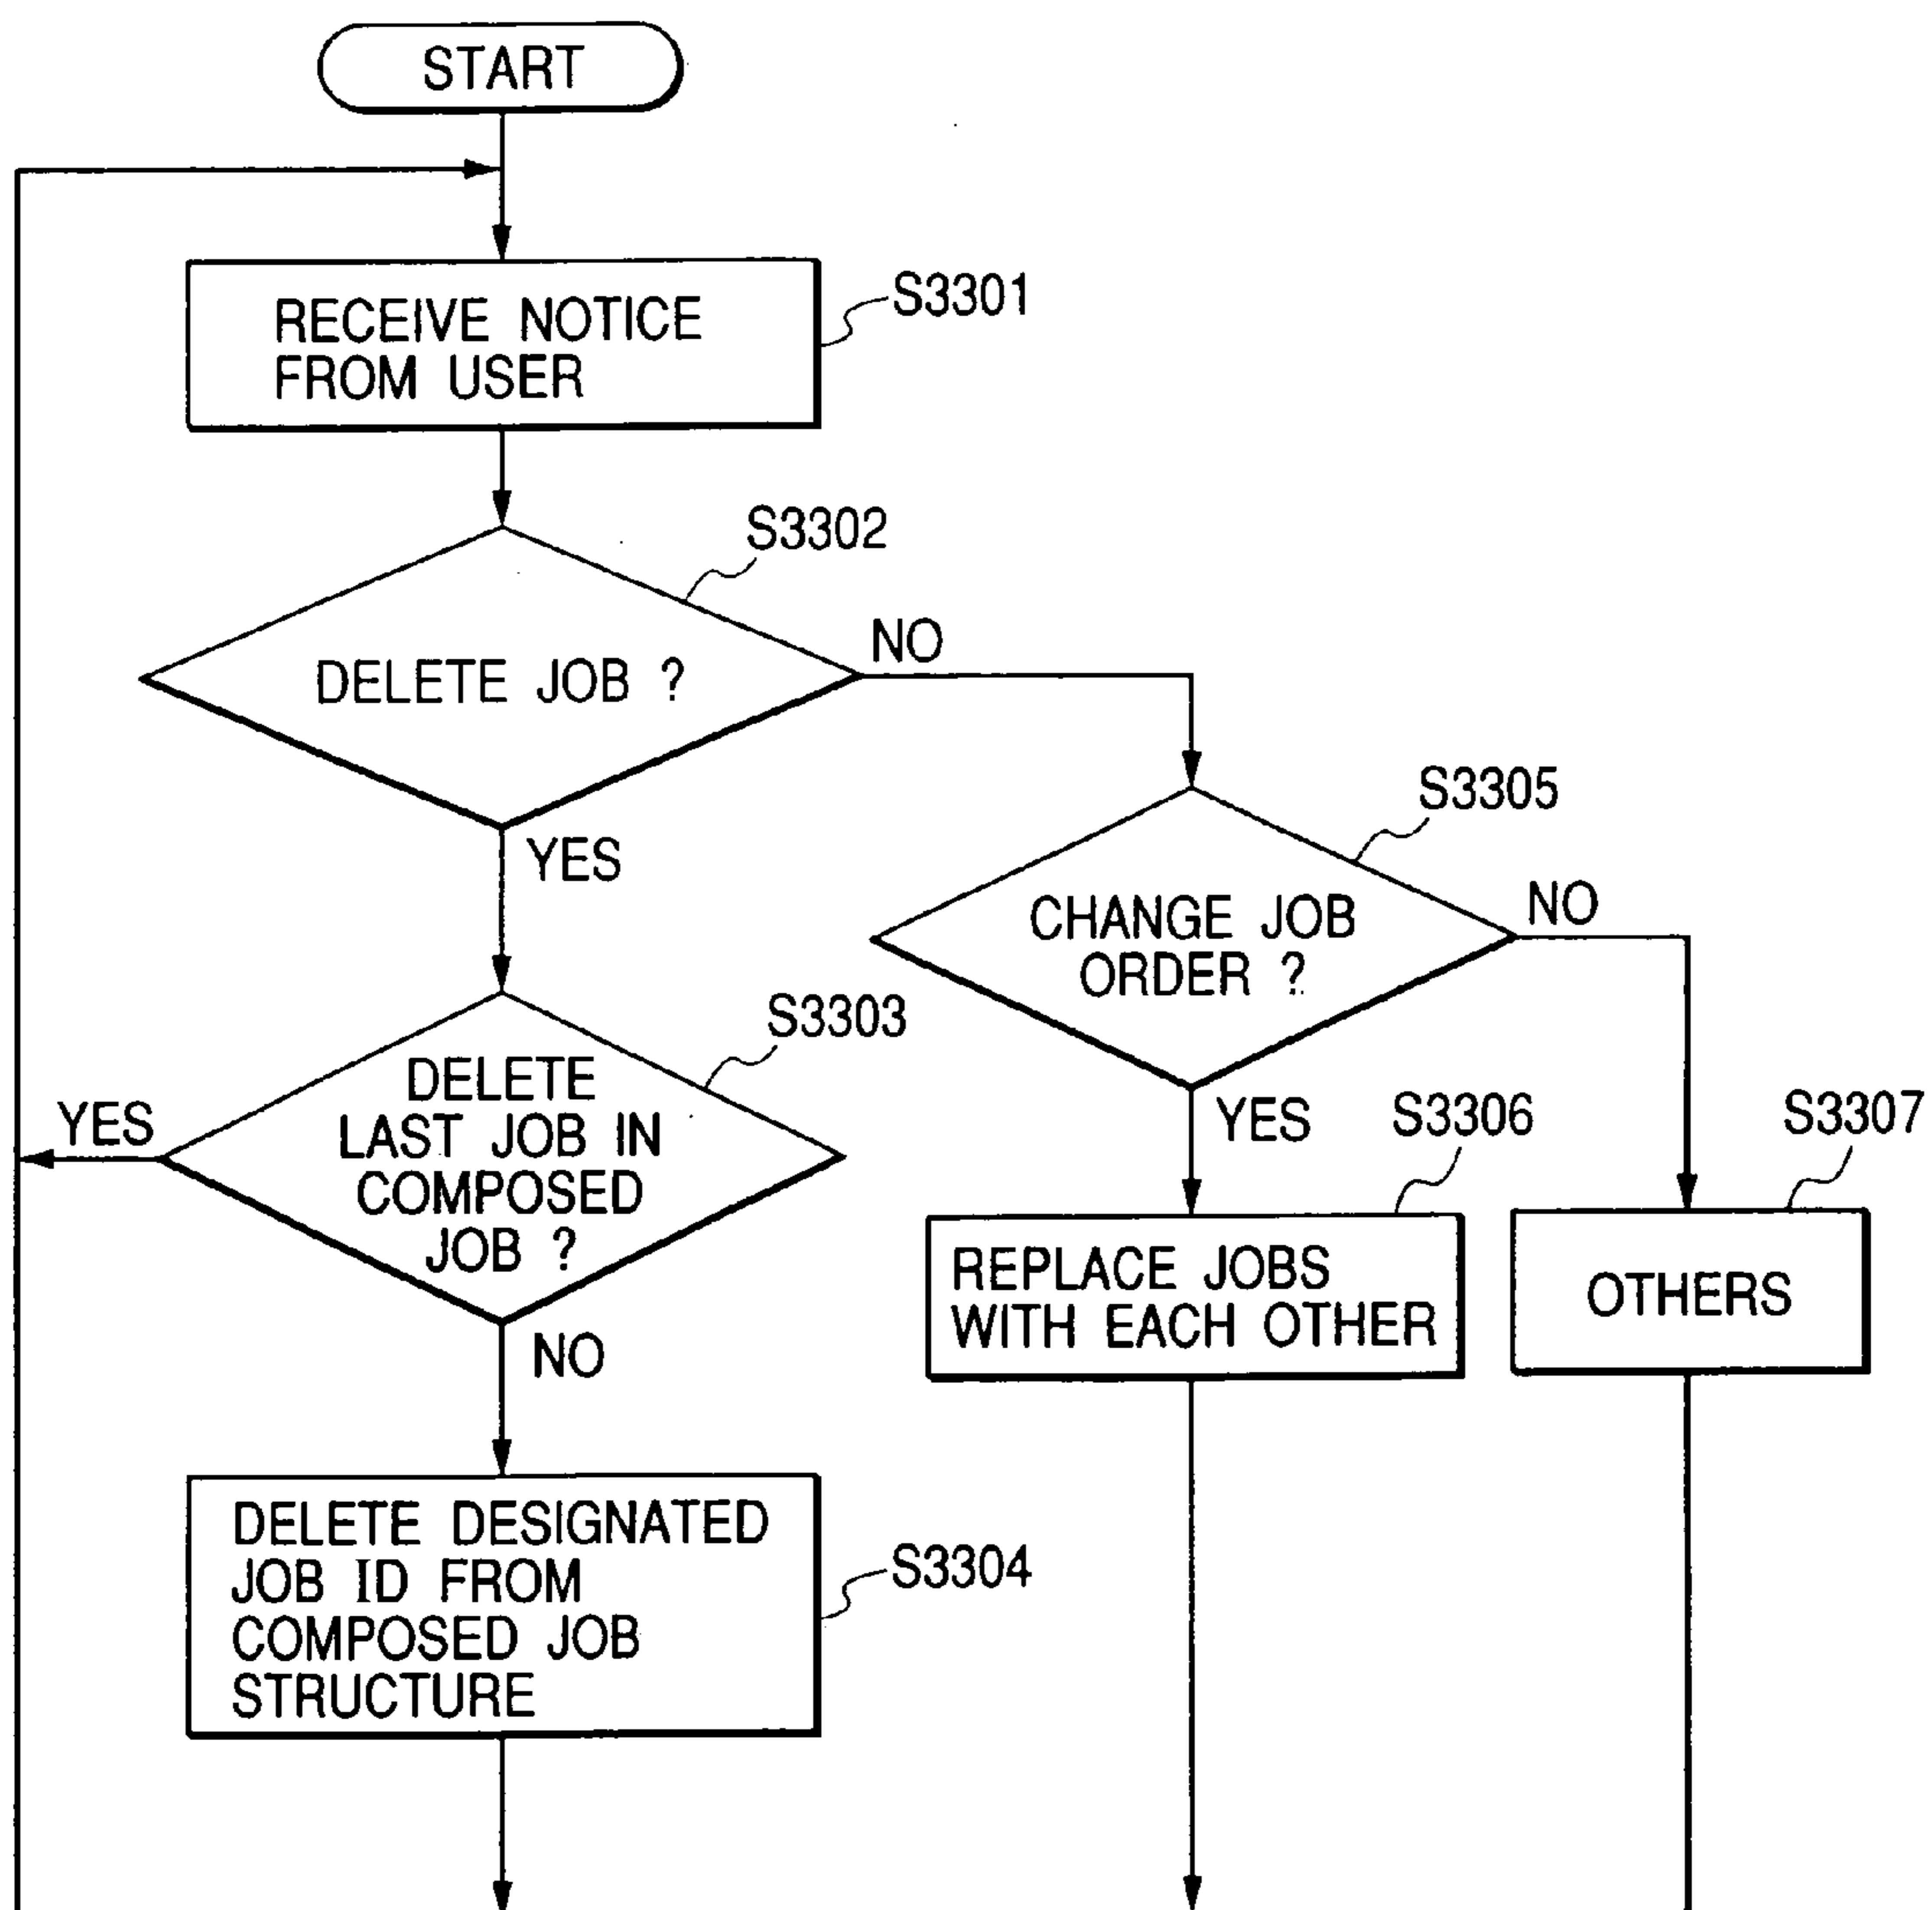 START
S3301
RECEIVE NOTICE
FROM USER
S3302
DELETE JOB ?
NO
YES
S3305
CHANGE JOB
ORDER ?
NO
YES
S3303
DELETE
LAST JOB IN
COMPOSED
JOB ?
YES
NO
S3306
REPLACE JOBS
WITH EACH OTHER
S3307
OTHERS
DELETE DESIGNATED
JOB ID FROM
COMPOSED JOB
STRUCTURE
S3304